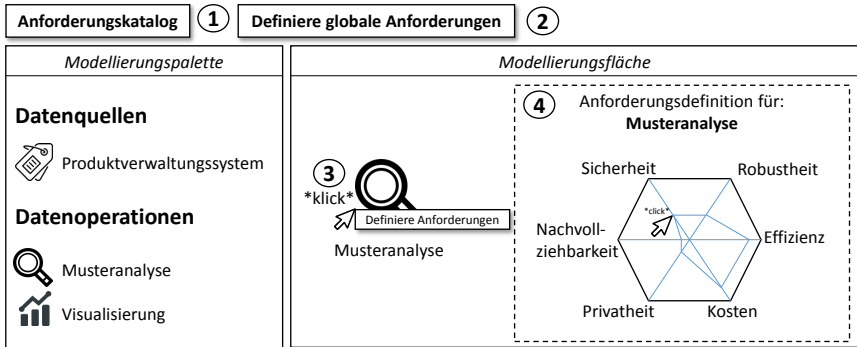 Anforderungskatalog
1
Definiere globale Anforderungen
2
Modellierungspalette
Datenquellen
Produktverwaltungssystem
Datenoperationen
Musteranalyse
Visualisierung
Modellierungsfläche
3
*klick*
Definiere Anforderungen
Musteranalyse
4
Anforderungsdefinition für:
Musteranalyse
Sicherheit
Robustheit
*click*
Nachvoll-
ziehbarkeit
Effizienz
Privatheit
Kosten